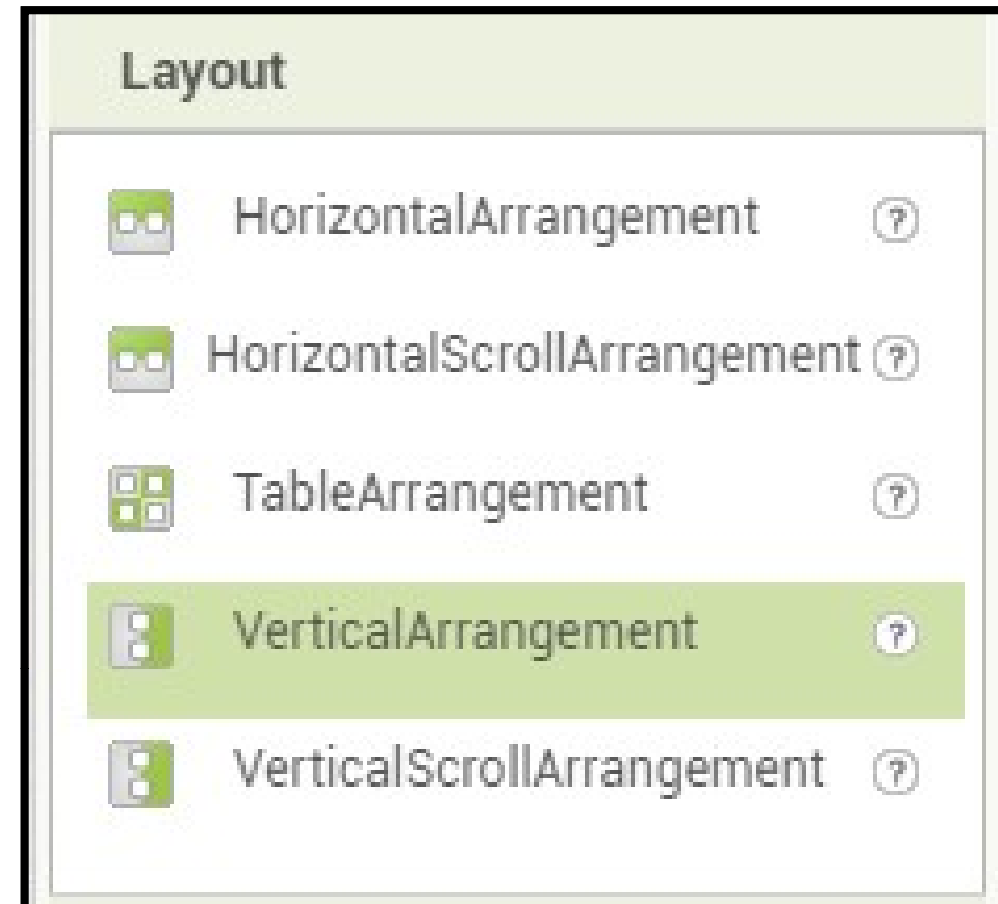 Layout
HorizontalArrangement ?
HorizontalScrollArrangement ?
TableArrangement ?
VerticalArrangement ?
VerticalScrollArrangement ?